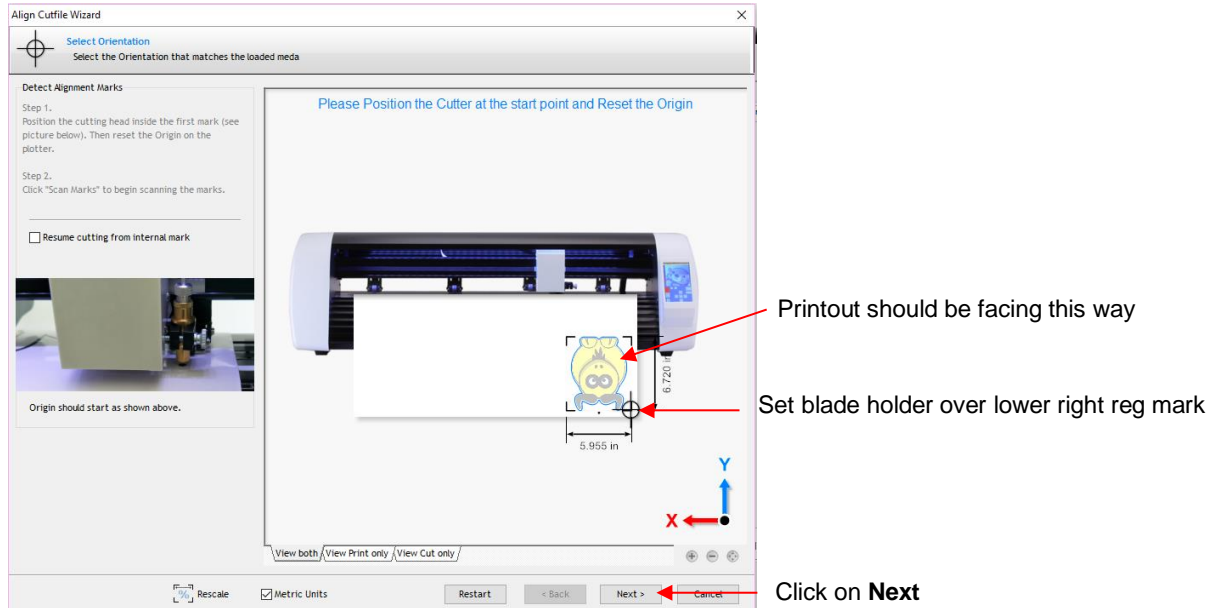 Align Cutfile Wizard
Select Orientation
Select the Orientation that matches the loaded meda
Detect Alignment Marks
Step 1.
Position the cutting head inside the first mark (see
picture below). Then reset the Origin on the
plotter.
Step 2.
Click "Scan Marks" to begin scanning the marks.
Resume cutting from internal mark
Origin should start as shown above.
Please Position the Cutter at the start point and Reset the Origin
6.720 in
5.955 in
Y
X
View both
View Print only
View Cut only
% Rescale
Metric Units
Restart
< Back
Next >
Cancel
Printout should be facing this way
Set blade holder over lower right reg mark
Click on Next